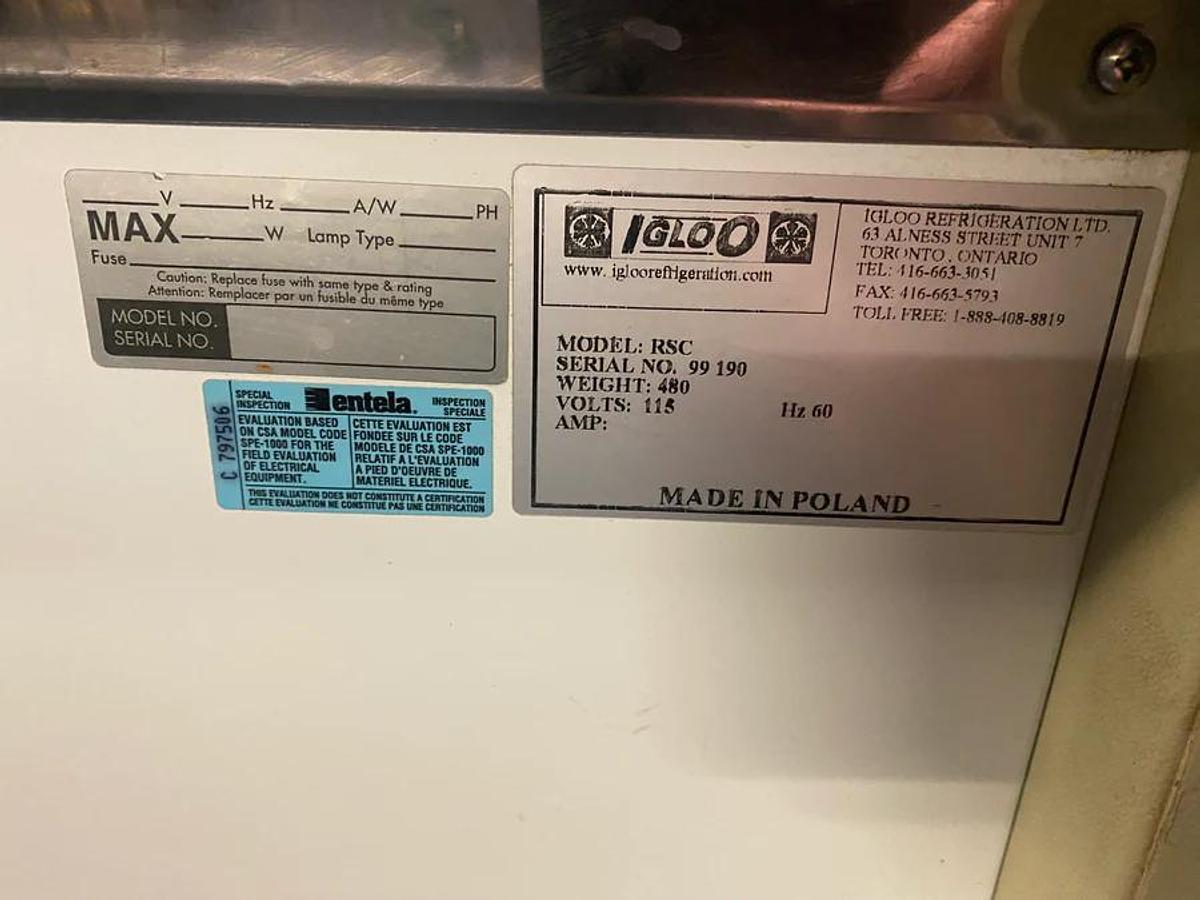 V Hz A/W PH
MAX W Lamp Type
Fuse
Caution: Replace fuse with same type & rating
Attention: Remplacer par un fusible du même type
MODEL NO.
SERIAL NO.
C 797506
SPECIAL
INSPECTION
entela.
INSPECTION
SPECIALE
EVALUATION BASED
ON CSA MODEL CODE
SPE-1000 FOR THE
FIELD EVALUATION
OF ELECTRICAL
EQUIPMENT.
CETTE EVALUATION EST
FONDEE SUR LE CODE
MODELE DE CSA SPE-1000
RELATIF A L'EVALUATION
A PIED D'OEUVRE DE
MATERIEL ELECTRIQUE.
THIS EVALUATION DOES NOT CONSTITUTE A CERTIFICATION
CETTE EVALUATION NE CONSTITUE PAS UNE CERTIFICATION
IGLOO
www. igloorefrigeration.com
IGLOO REFRIGERATION LTD.
63 ALNESS STREET UNIT 7
TORONTO , ONTARIO
TEL: 416-663-3051
FAX: 416-663-5793
TOLL FREE: 1-888-408-8819
MODEL: RSC
SERIAL NO. 99 190
WEIGHT: 480
VOLTS: 115 Hz 60
AMP:
MADE IN POLAND